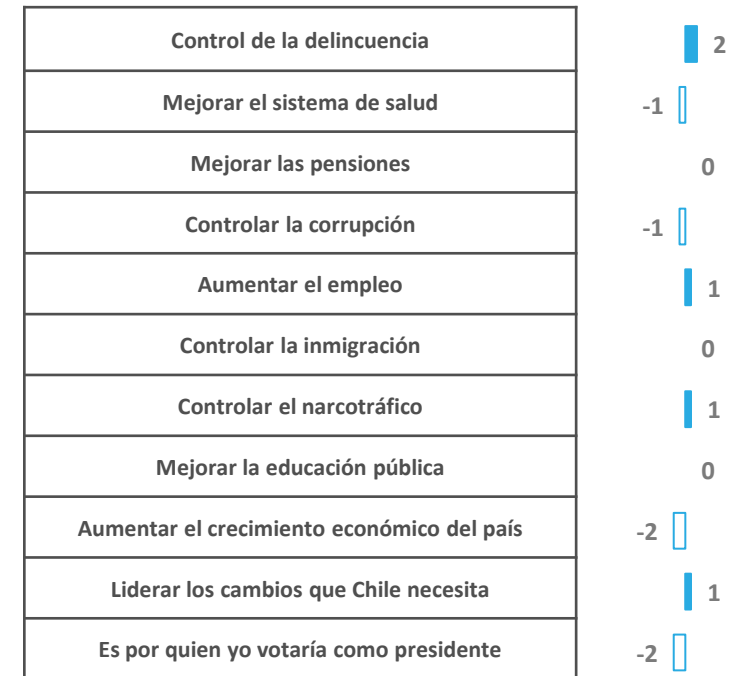 Control de la delincuencia 2
Mejorar el sistema de salud -1
Mejorar las pensiones 0
Controlar la corrupción -1
Aumentar el empleo 1
Controlar la inmigración 0
Controlar el narcotráfico 1
Mejorar la educación pública 0
Aumentar el crecimiento económico del país -2
Liderar los cambios que Chile necesita 1
Es por quien yo votaría como presidente -2